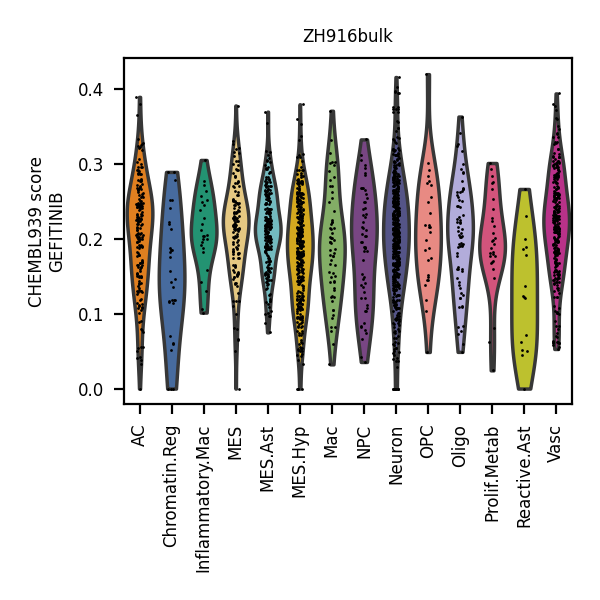 ZH916bulk
CHEMBL939 score
GEFITINIB
0.4
0.3
0.2
0.1
0.0
AC
Chromatin.Reg
Inflammatory.Mac
MES
MES.Ast
MES.Hyp
Mac
NPC
Neuron
OPC
Oligo
Prolif.Metab
Reactive.Ast
Vasc